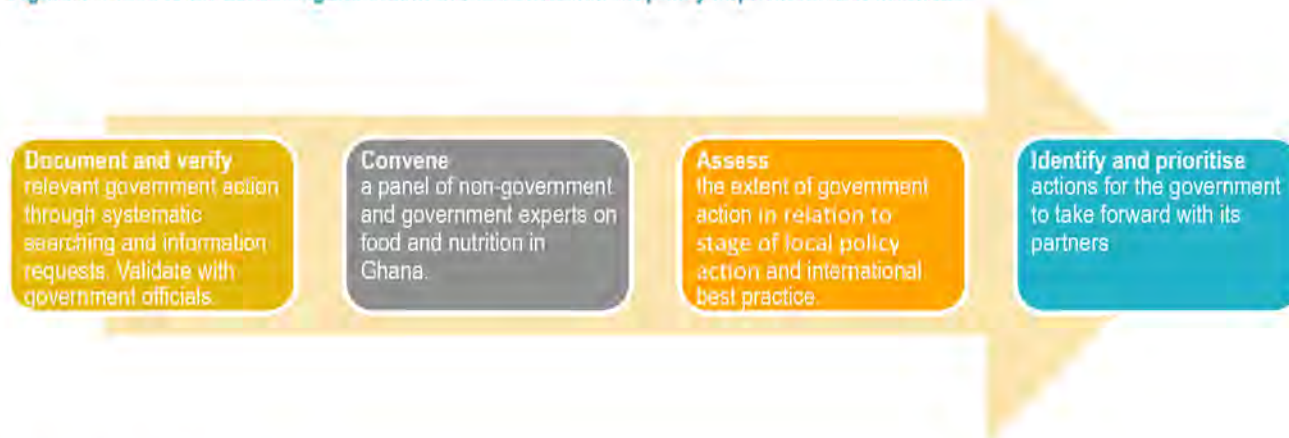 Document and verify
relevant government action
through systematic
searching and information
requests. Validate with
government officials.
Convene
a panel of non-government
and government experts on
food and nutrition in
Ghana.
Assess
the extent of government
action in relation to
stage of local policy
action and international
best practice.
Identify and prioritise
actions for the government
to take forward with its
partners